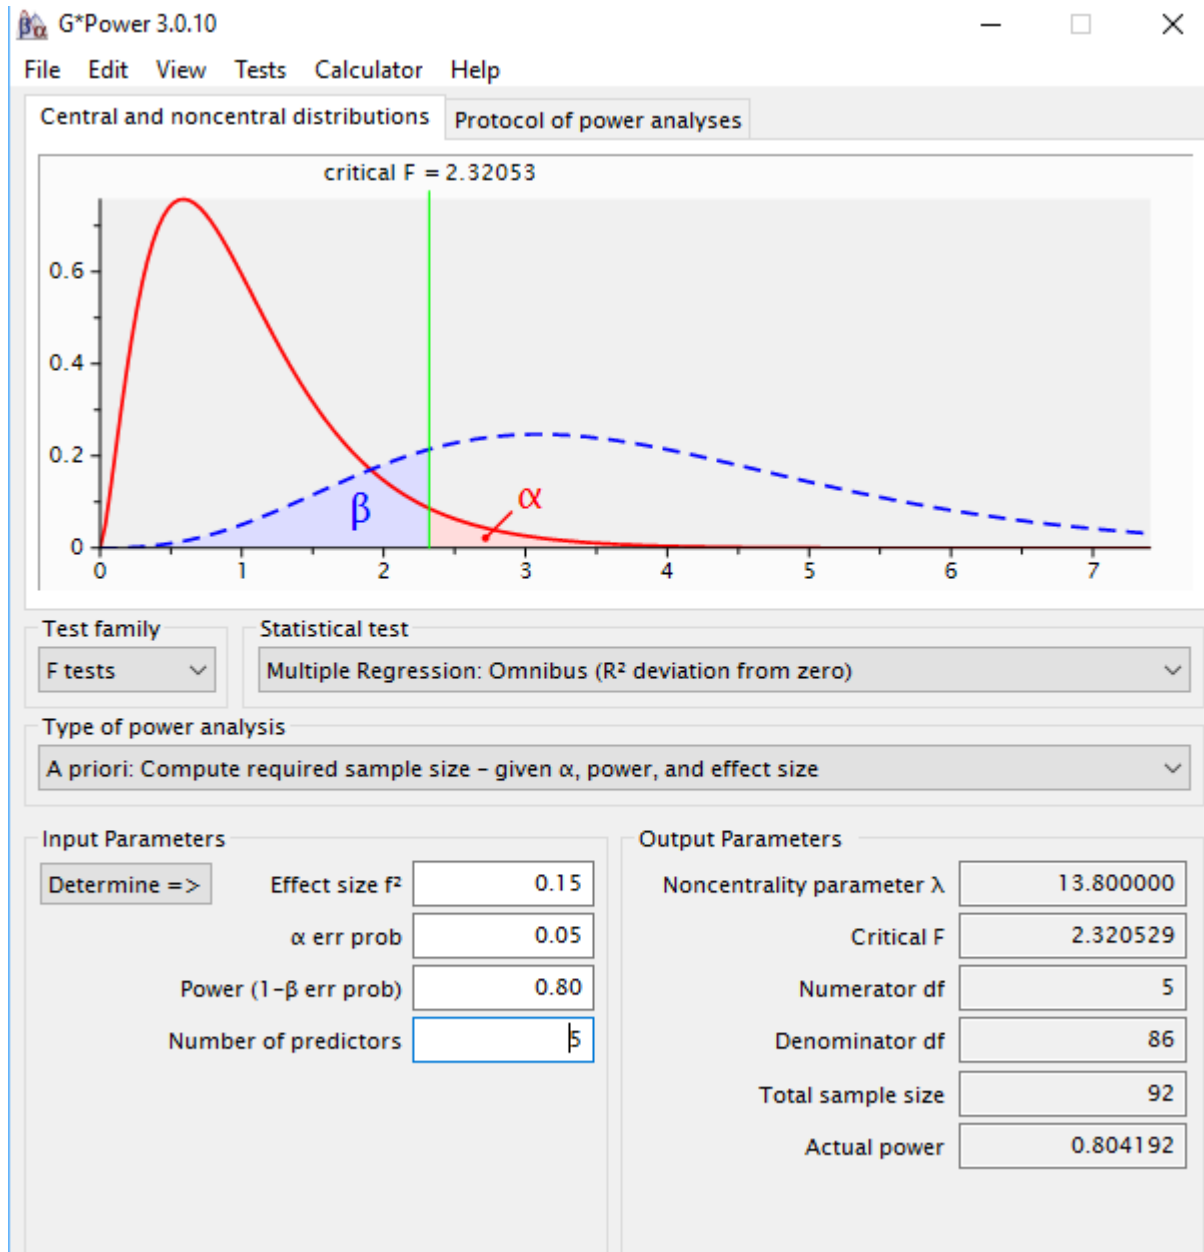 G*Power 3.0.10
File Edit View Tests Calculator Help
Central and noncentral distributions Protocol of power analyses
critical F = 2.32053
0.6
0.4
0.2
0
β
α
0 1 2 3 4 5 6 7
Test family Statistical test
F tests Multiple Regression: Omnibus (R² deviation from zero)
Type of power analysis
A priori: Compute required sample size - given α, power, and effect size
Input Parameters
Determine => Effect size f² 0.15
α err prob 0.05
Power (1-β err prob) 0.80
Number of predictors 5
Output Parameters
Noncentrality parameter λ 13.800000
Critical F 2.320529
Numerator df 5
Denominator df 86
Total sample size 92
Actual power 0.804192